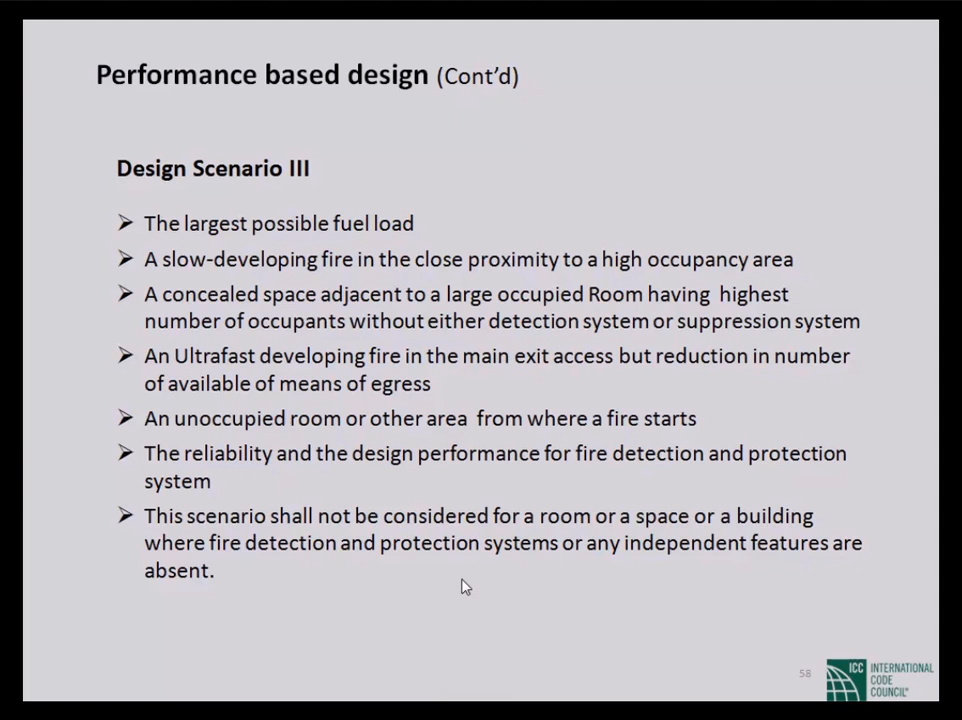 Performance based design (Cont’d)
Design Scenario III
The largest possible fuel load
A slow-developing fire in the close proximity to a high occupancy area
A concealed space adjacent to a large occupied Room having highest
number of occupants without either detection system or suppression system
An Ultrafast developing fire in the main exit access but reduction in number
of available of means of egress
An unoccupied room or other area from where a fire starts
The reliability and the design performance for fire detection and protection
system
This scenario shall not be considered for a room or a space or a building
where fire detection and protection systems or any independent features are
absent.
58
ICC INTERNATIONAL
CODE
COUNCIL®